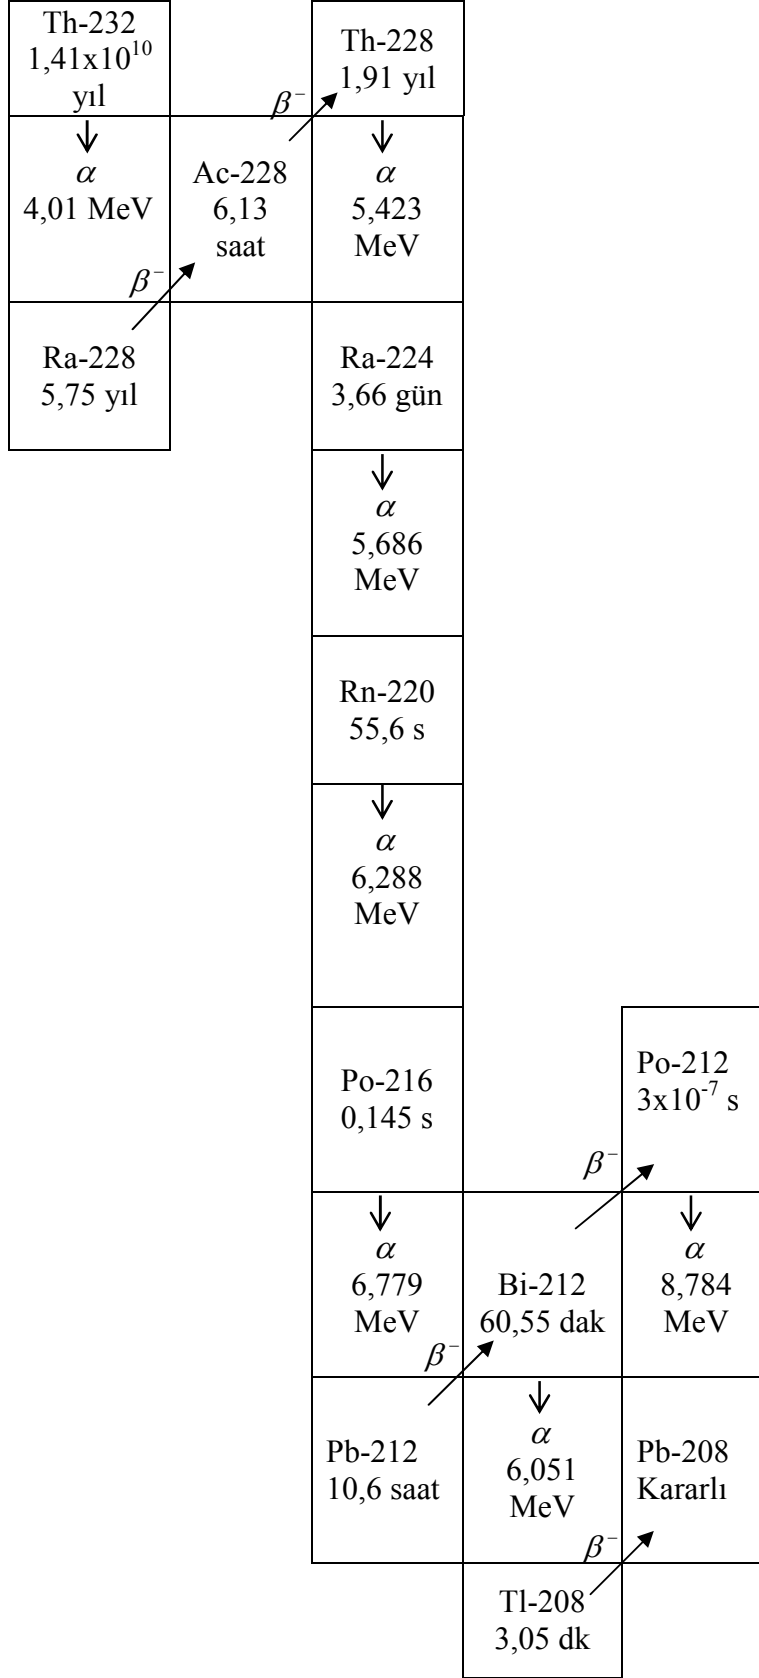 Th-232
1,41x10¹⁰
yıl
Th-228
1,91 yıl
β⁻
α
4,01 MeV
Ac-228
6,13
saat
α
5,423
MeV
β⁻
Ra-228
5,75 yıl
Ra-224
3,66 gün
α
5,686
MeV
Rn-220
55,6 s
α
6,288
MeV
Po-216
0,145 s
Po-212
3x10⁻⁷ s
β⁻
α
6,779
MeV
Bi-212
60,55 dak
α
8,784
MeV
β⁻
Pb-212
10,6 saat
α
6,051
MeV
Pb-208
Kararlı
β⁻
Tl-208
3,05 dk